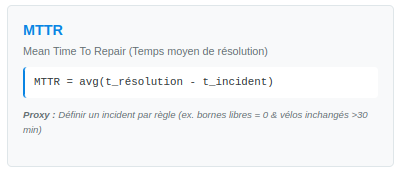 MTTR
Mean Time To Repair (Temps moyen de résolution)
MTTR = avg(t_résolution - t_incident)
Proxy : Définir un incident par règle (ex. bornes libres = 0 & vélos inchangés >30
min)